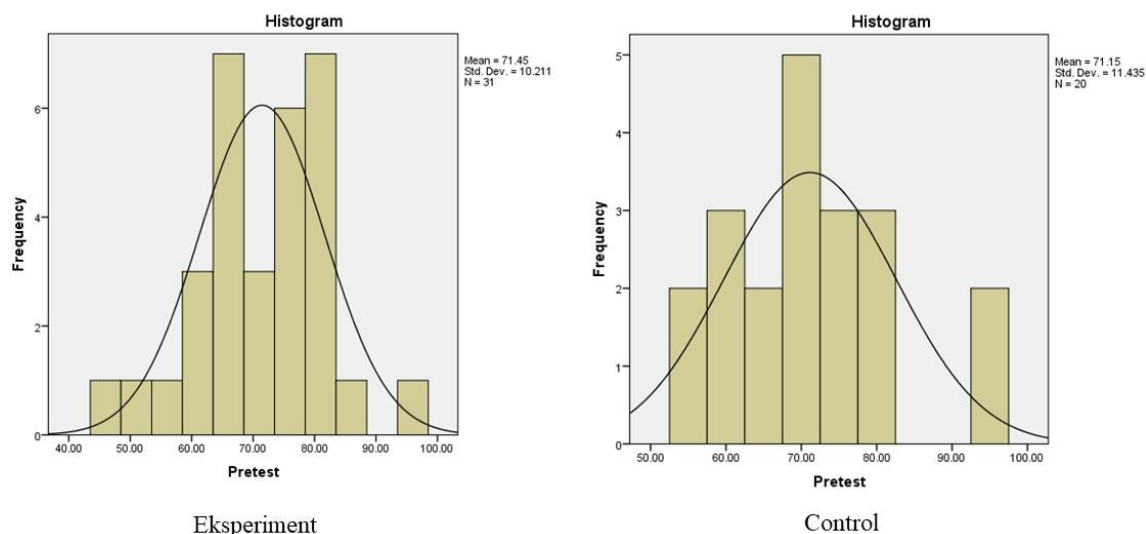 Histogram
Mean = 71.45
Std. Dev. = 10.211
N = 31
Frequency
6
4
2
0
40.00 50.00 60.00 70.00 80.00 90.00 100.00
Pretest
Eksperiment
Histogram
Mean = 71.15
Std. Dev. = 11.435
N = 20
Frequency
5
4
3
2
1
0
50.00 60.00 70.00 80.00 90.00 100.00
Pretest
Control